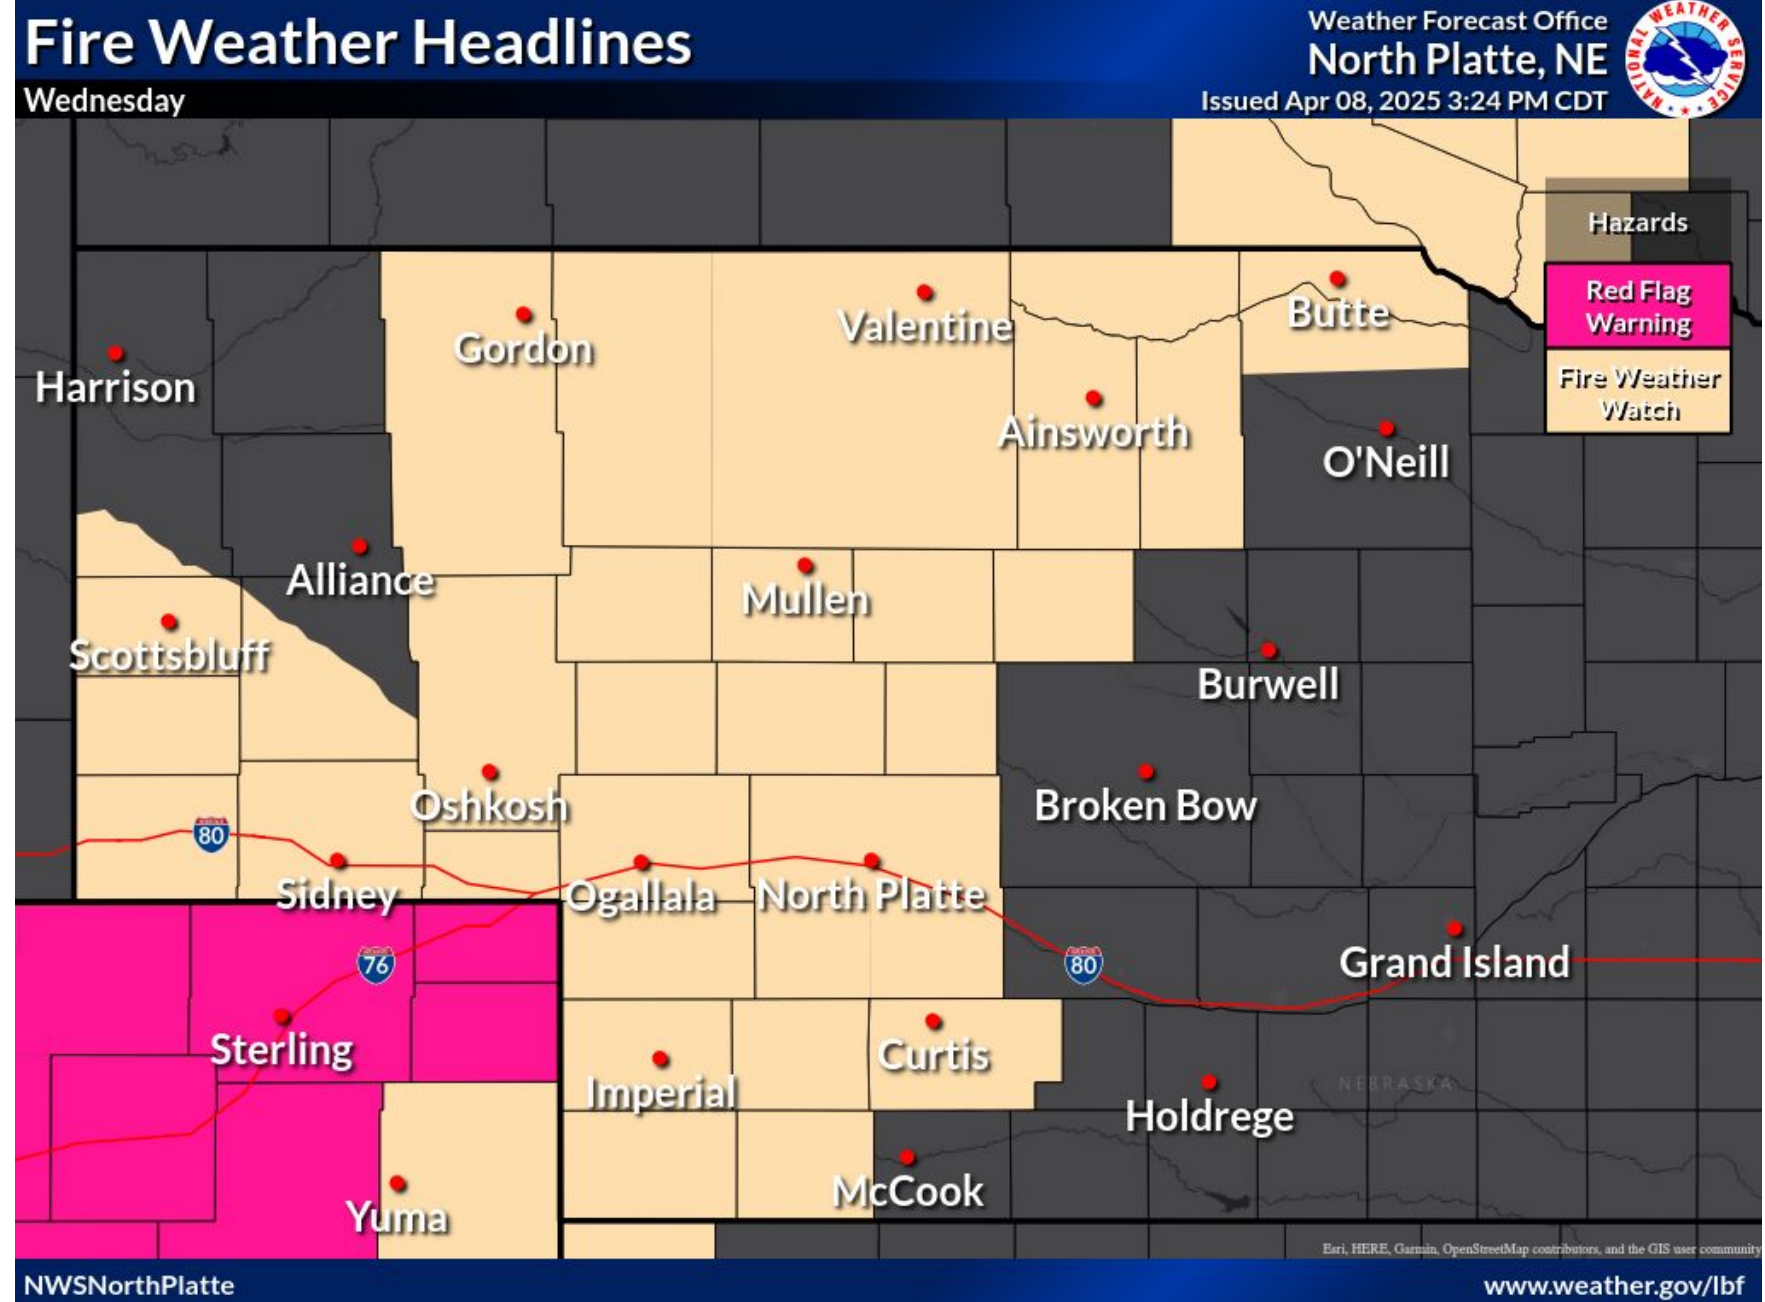 Fire Weather Headlines
Wednesday
Weather Forecast Office
North Platte, NE
Issued Apr 08, 2025 3:24 PM CDT
NATIONAL WEATHER SERVICE
Hazards
Red Flag
Warning
Fire Weather
Watch
Butte
Valentine
Gordon
Harrison
Ainsworth
O'Neill
Alliance
Mullen
Scottsbluff
Burwell
Oshkosh
Broken Bow
80
Sidney
Ogallala
North Platte
76
80
Grand Island
Sterling
Curtis
Imperial
NEBRASKA
Holdrege
McCook
Yuma
Esri, HERE, Garmin, OpenStreetMap contributors, and the GIS user community
NWSNorthPlatte
www.weather.gov/lbf